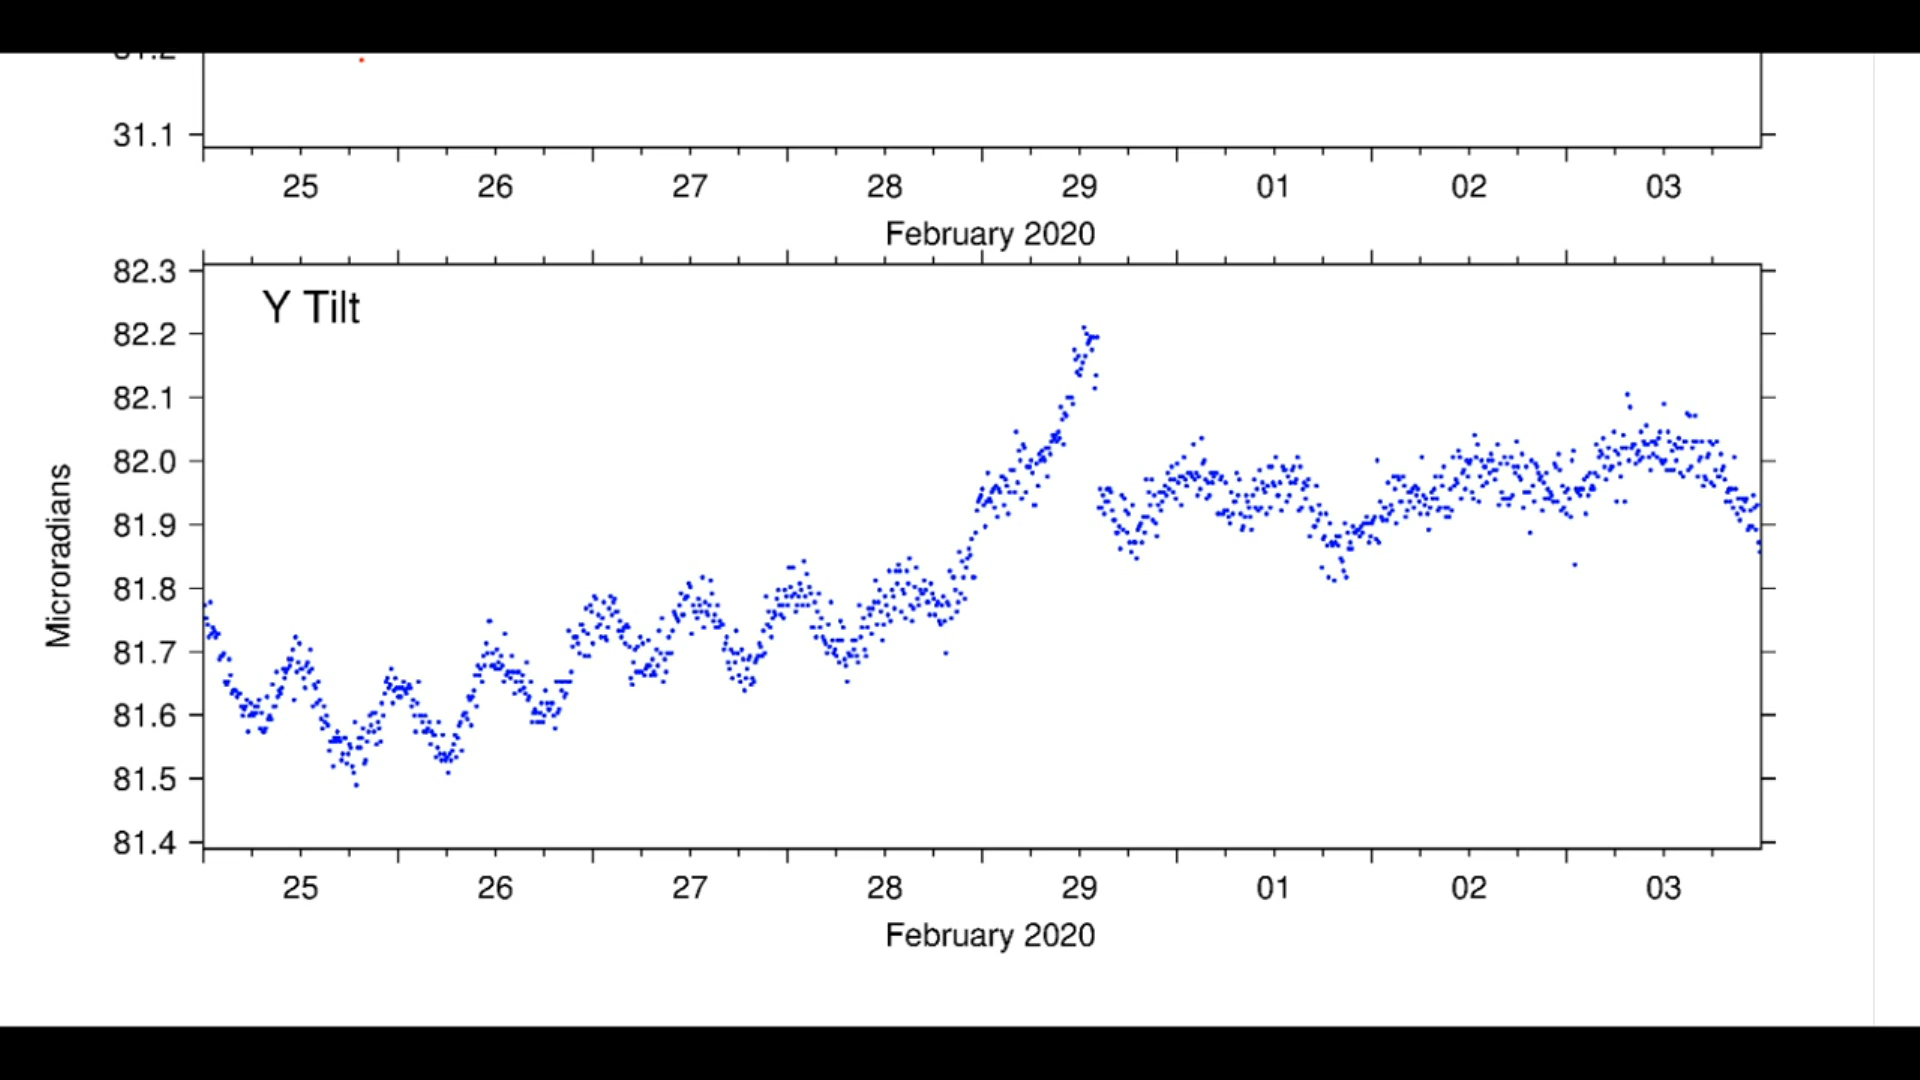 31.1
25 26 27 28 29 01 02 03
February 2020
82.3
Y Tilt
82.2
82.1
82.0
81.9
81.8
81.7
81.6
81.5
81.4
Microradians
25 26 27 28 29 01 02 03
February 2020